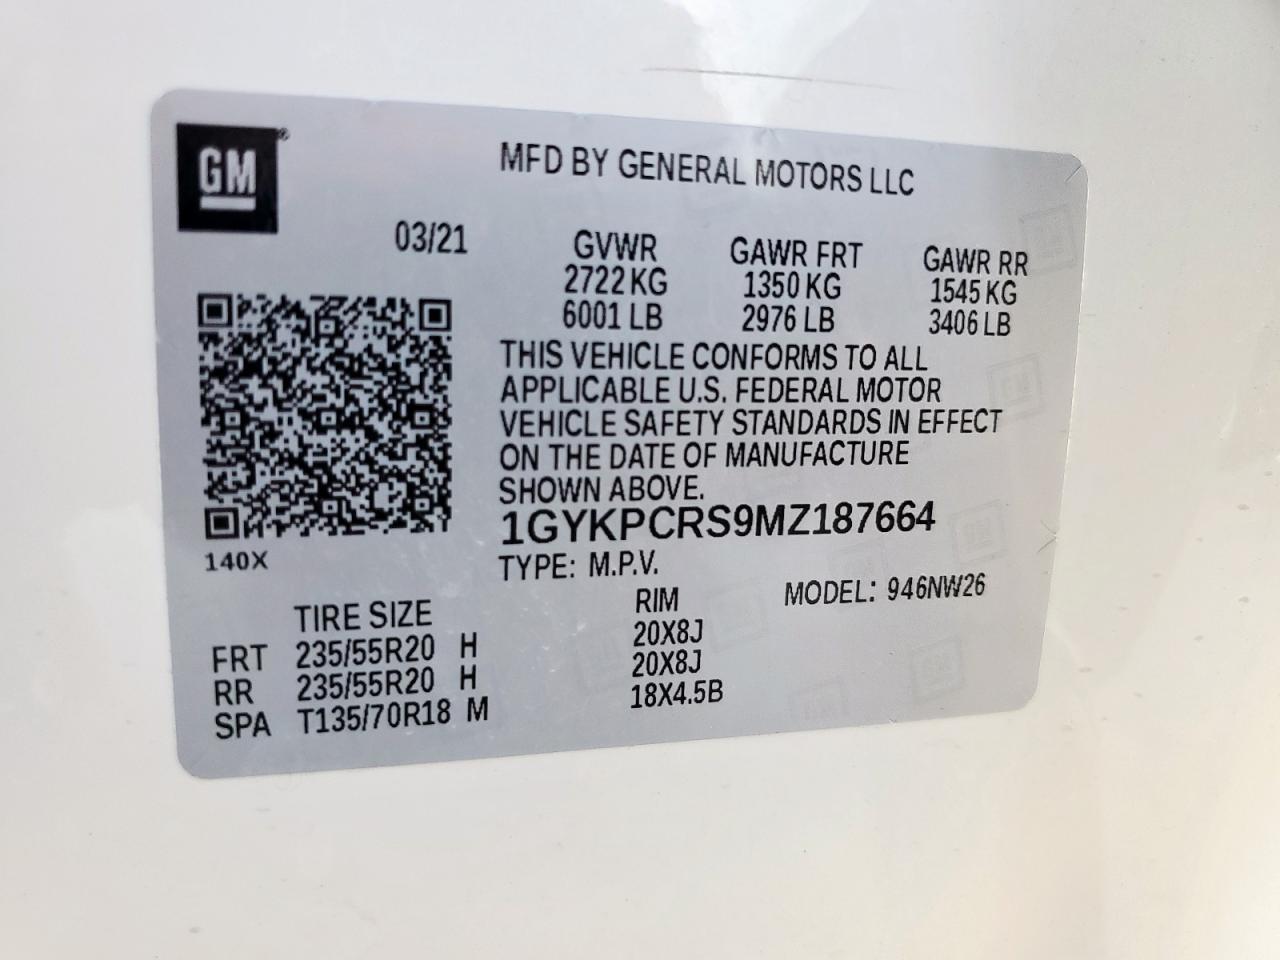 GM®
MFD BY GENERAL MOTORS LLC
03/21
GVWR GAWR FRT GAWR RR
2722 KG 1350 KG 1545 KG
6001 LB 2976 LB 3406 LB
THIS VEHICLE CONFORMS TO ALL
APPLICABLE U.S. FEDERAL MOTOR
VEHICLE SAFETY STANDARDS IN EFFECT
ON THE DATE OF MANUFACTURE
SHOWN ABOVE.
1GYKPCRS9MZ187664
140X
TYPE: M.P.V.
MODEL: 946NW26
TIRE SIZE RIM
FRT 235/55R20 H 20X8J
RR 235/55R20 H 20X8J
SPA T135/70R18 M 18X4.5B